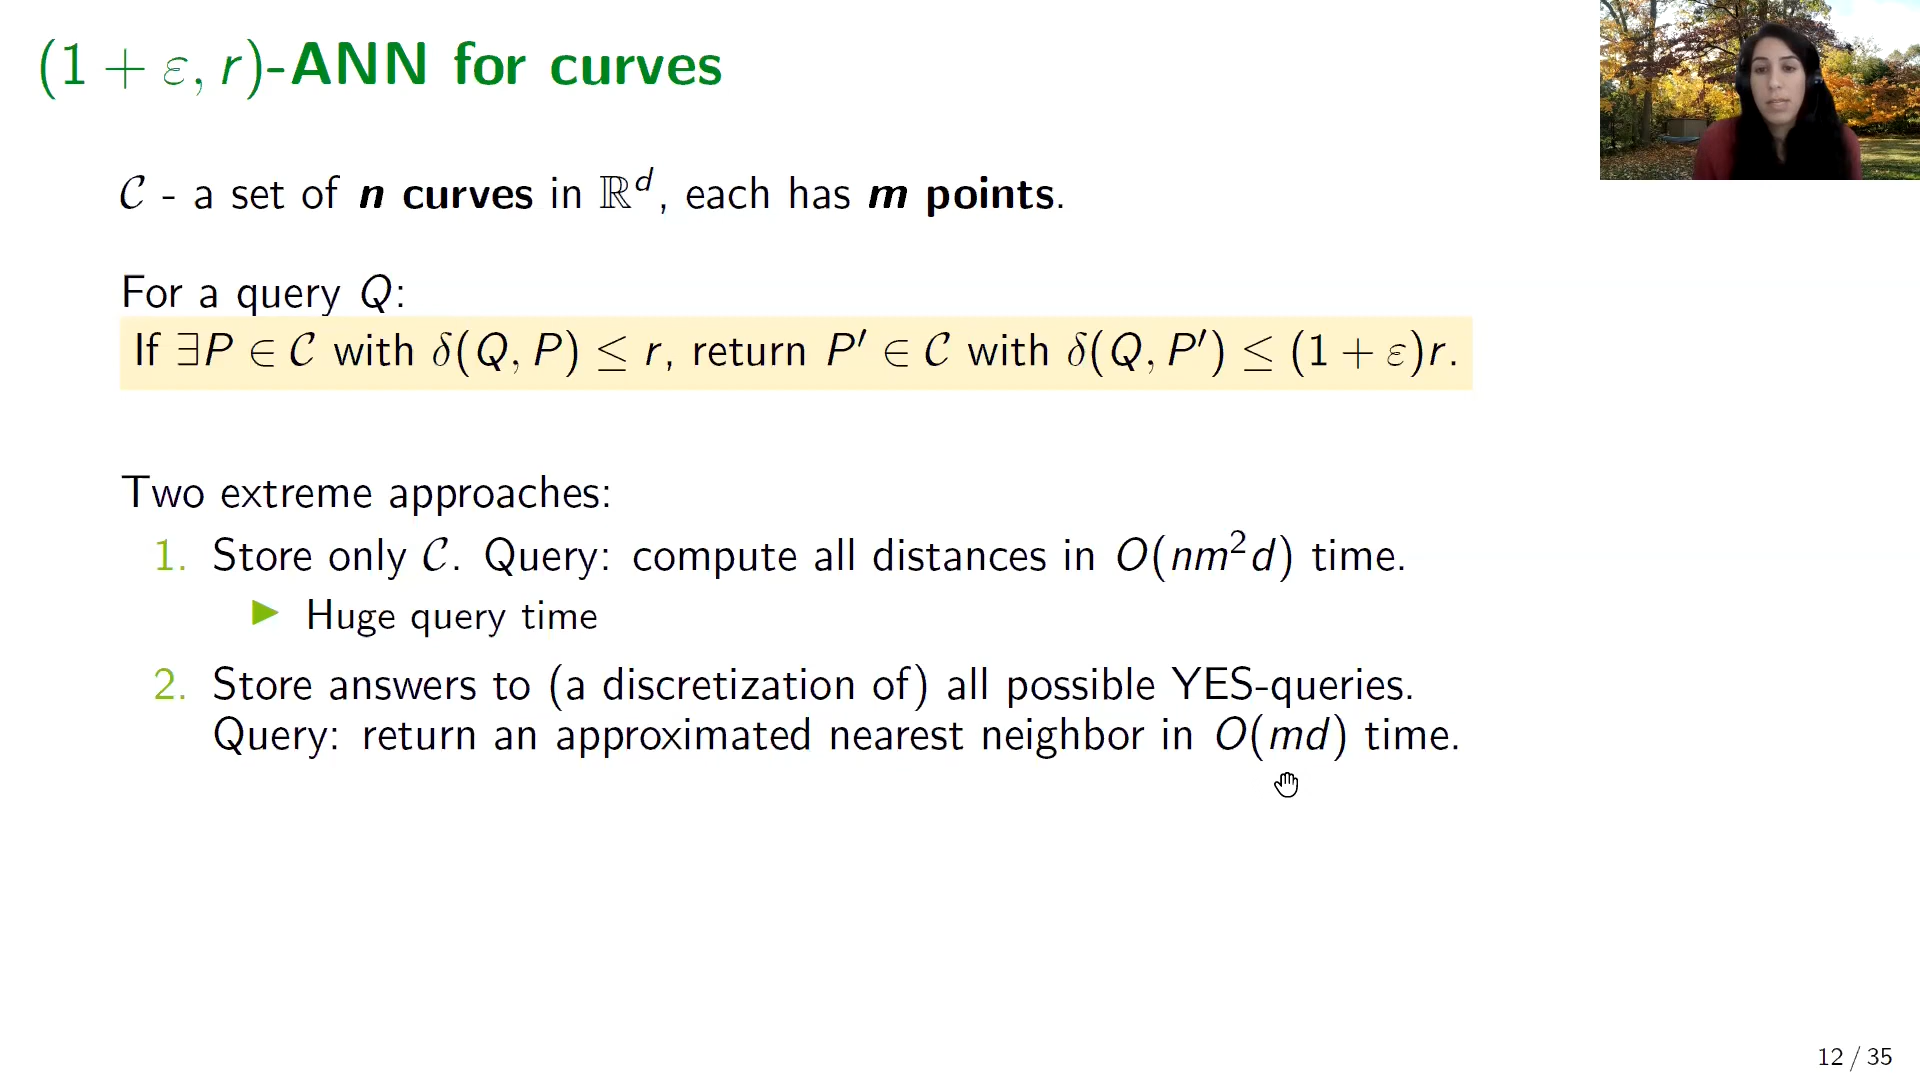 (1 + ε, r)-ANN for curves
𝒞 - a set of n curves in ℝᵈ, each has m points.
For a query Q:
If ∃P ∈ 𝒞 with δ(Q, P) ≤ r, return P′ ∈ 𝒞 with δ(Q, P′) ≤ (1 + ε)r.
Two extreme approaches:
1. Store only 𝒞. Query: compute all distances in O(nm²d) time.
▶ Huge query time
2. Store answers to (a discretization of) all possible YES-queries.
Query: return an approximated nearest neighbor in O(md) time.
12 / 35